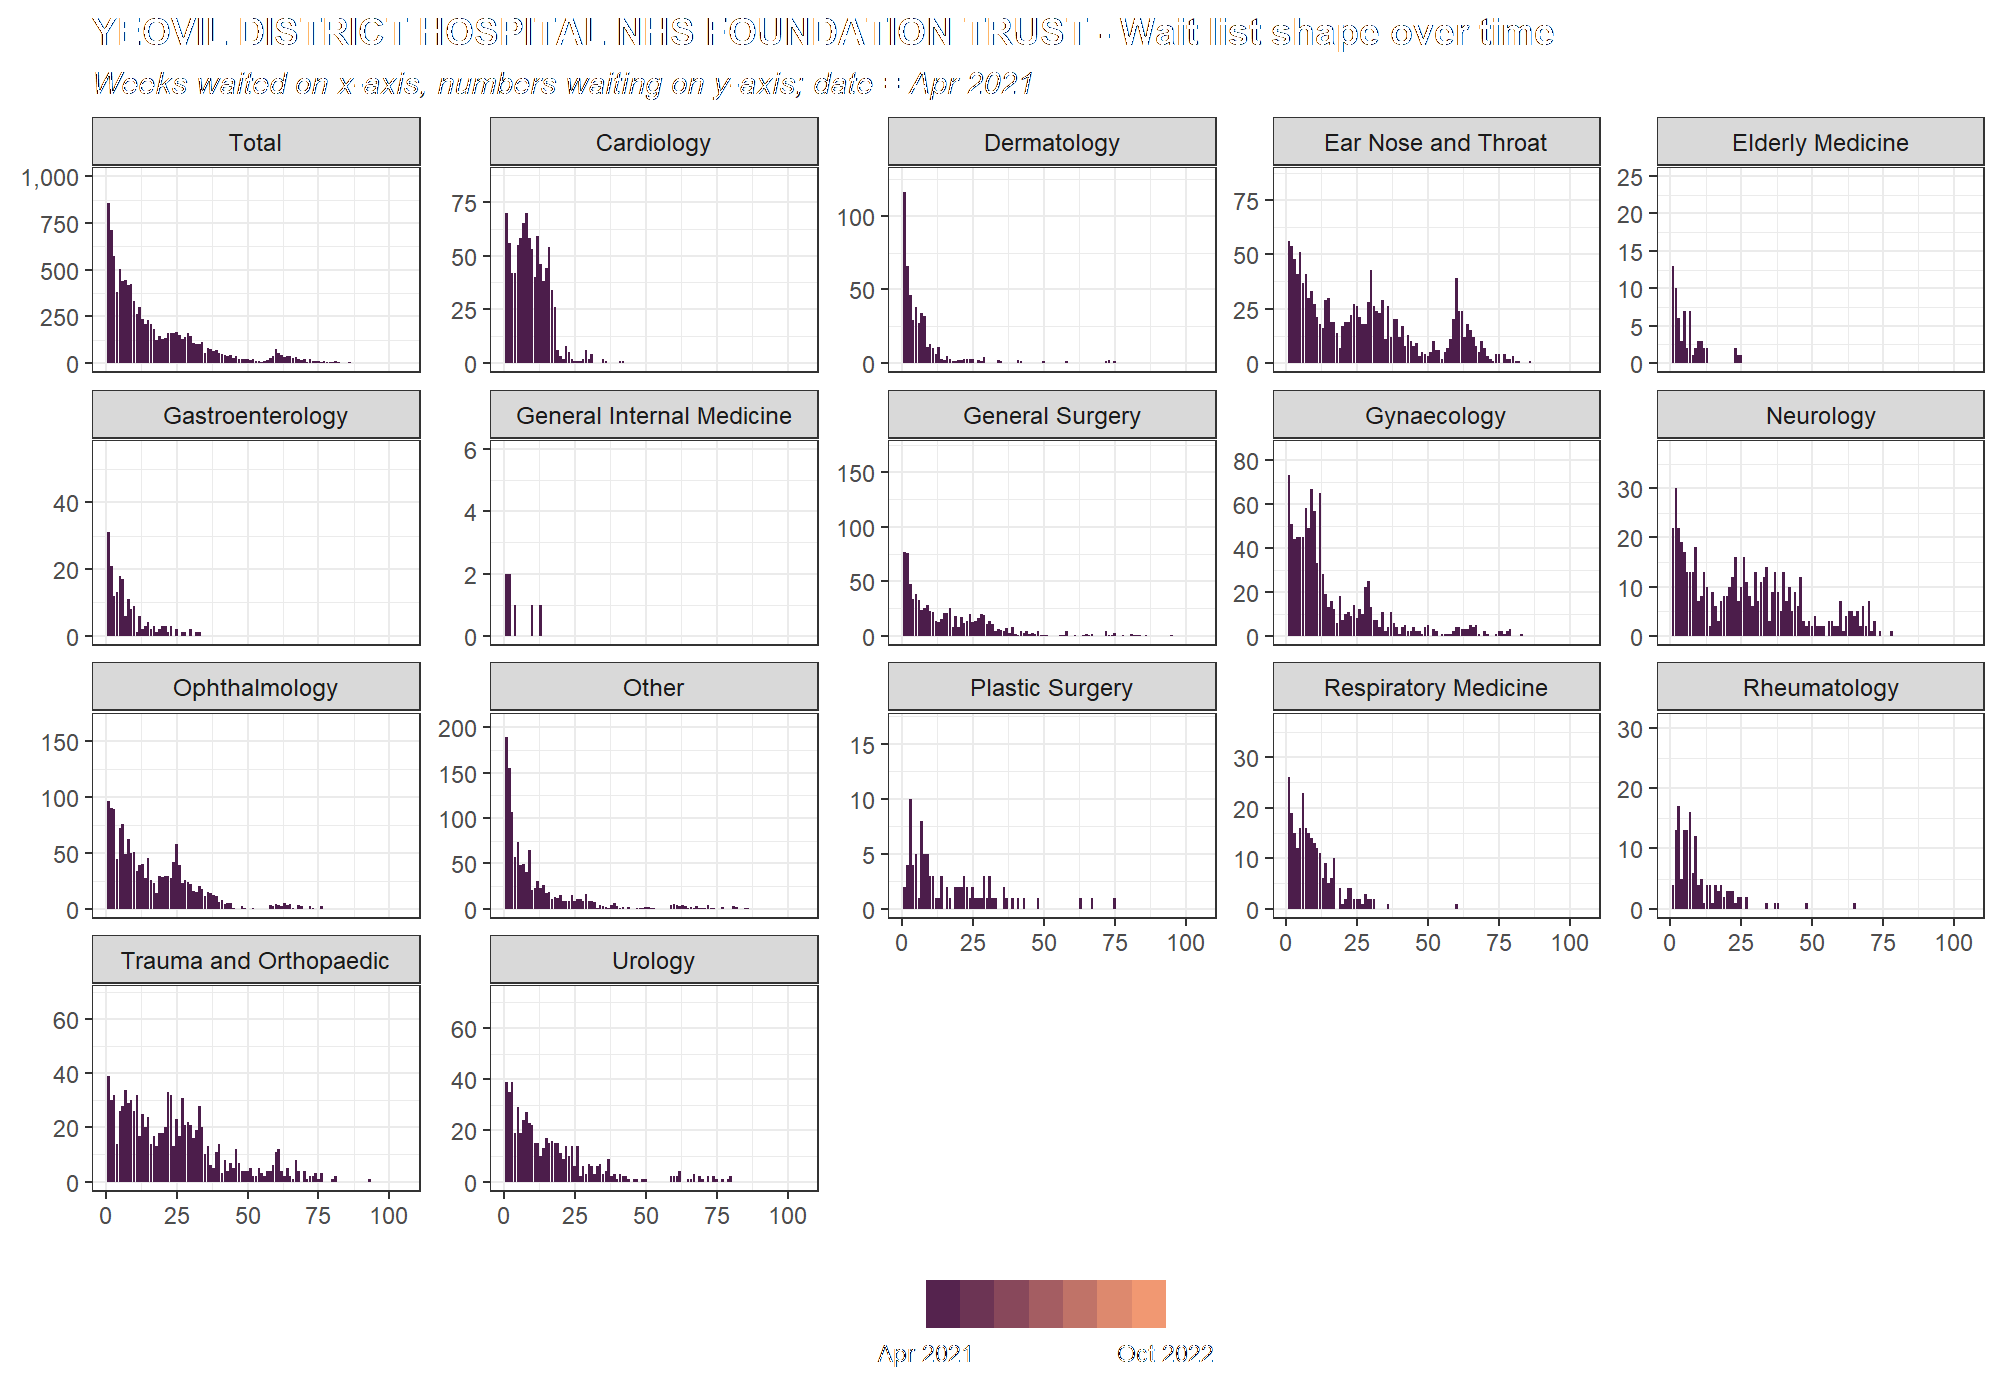 YEOVIL DISTRICT HOSPITAL NHS FOUNDATION TRUST - Wait list shape over time
Weeks waited on x-axis, numbers waiting on y-axis; date = Apr 2021
Total
Cardiology
Dermatology
Ear Nose and Throat
Elderly Medicine
1,000
750
500
250
0
75
50
25
0
100
50
0
75
50
25
0
25
20
15
10
5
0
Gastroenterology
General Internal Medicine
General Surgery
Gynaecology
Neurology
40
20
0
6
4
2
0
150
100
50
0
80
60
40
20
0
30
20
10
0
Ophthalmology
Other
Plastic Surgery
Respiratory Medicine
Rheumatology
150
100
50
0
200
150
100
50
0
15
10
5
0
30
20
10
0
30
20
10
0
0 25 50 75 100
0 25 50 75 100
0 25 50 75 100
Trauma and Orthopaedic
Urology
60
40
20
0
60
40
20
0
0 25 50 75 100
0 25 50 75 100
Apr 2021
Oct 2022